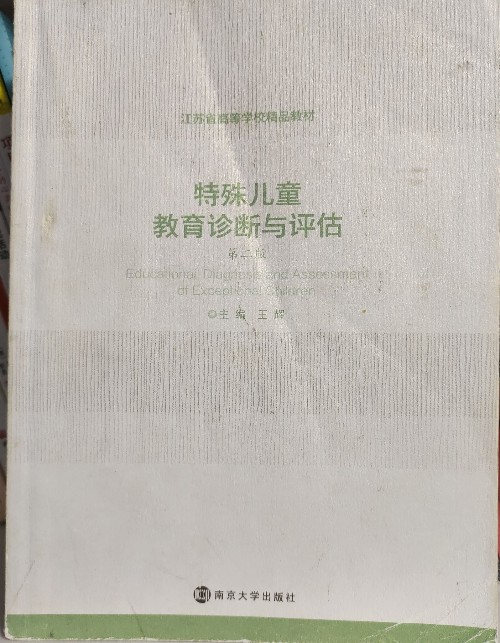 江苏省高等学校精品教材
特殊儿童
教育诊断与评估
第二版
Educational Diagnosis and Assessment
of Exceptional Children
◎主 编 王 辉
南京大学出版社